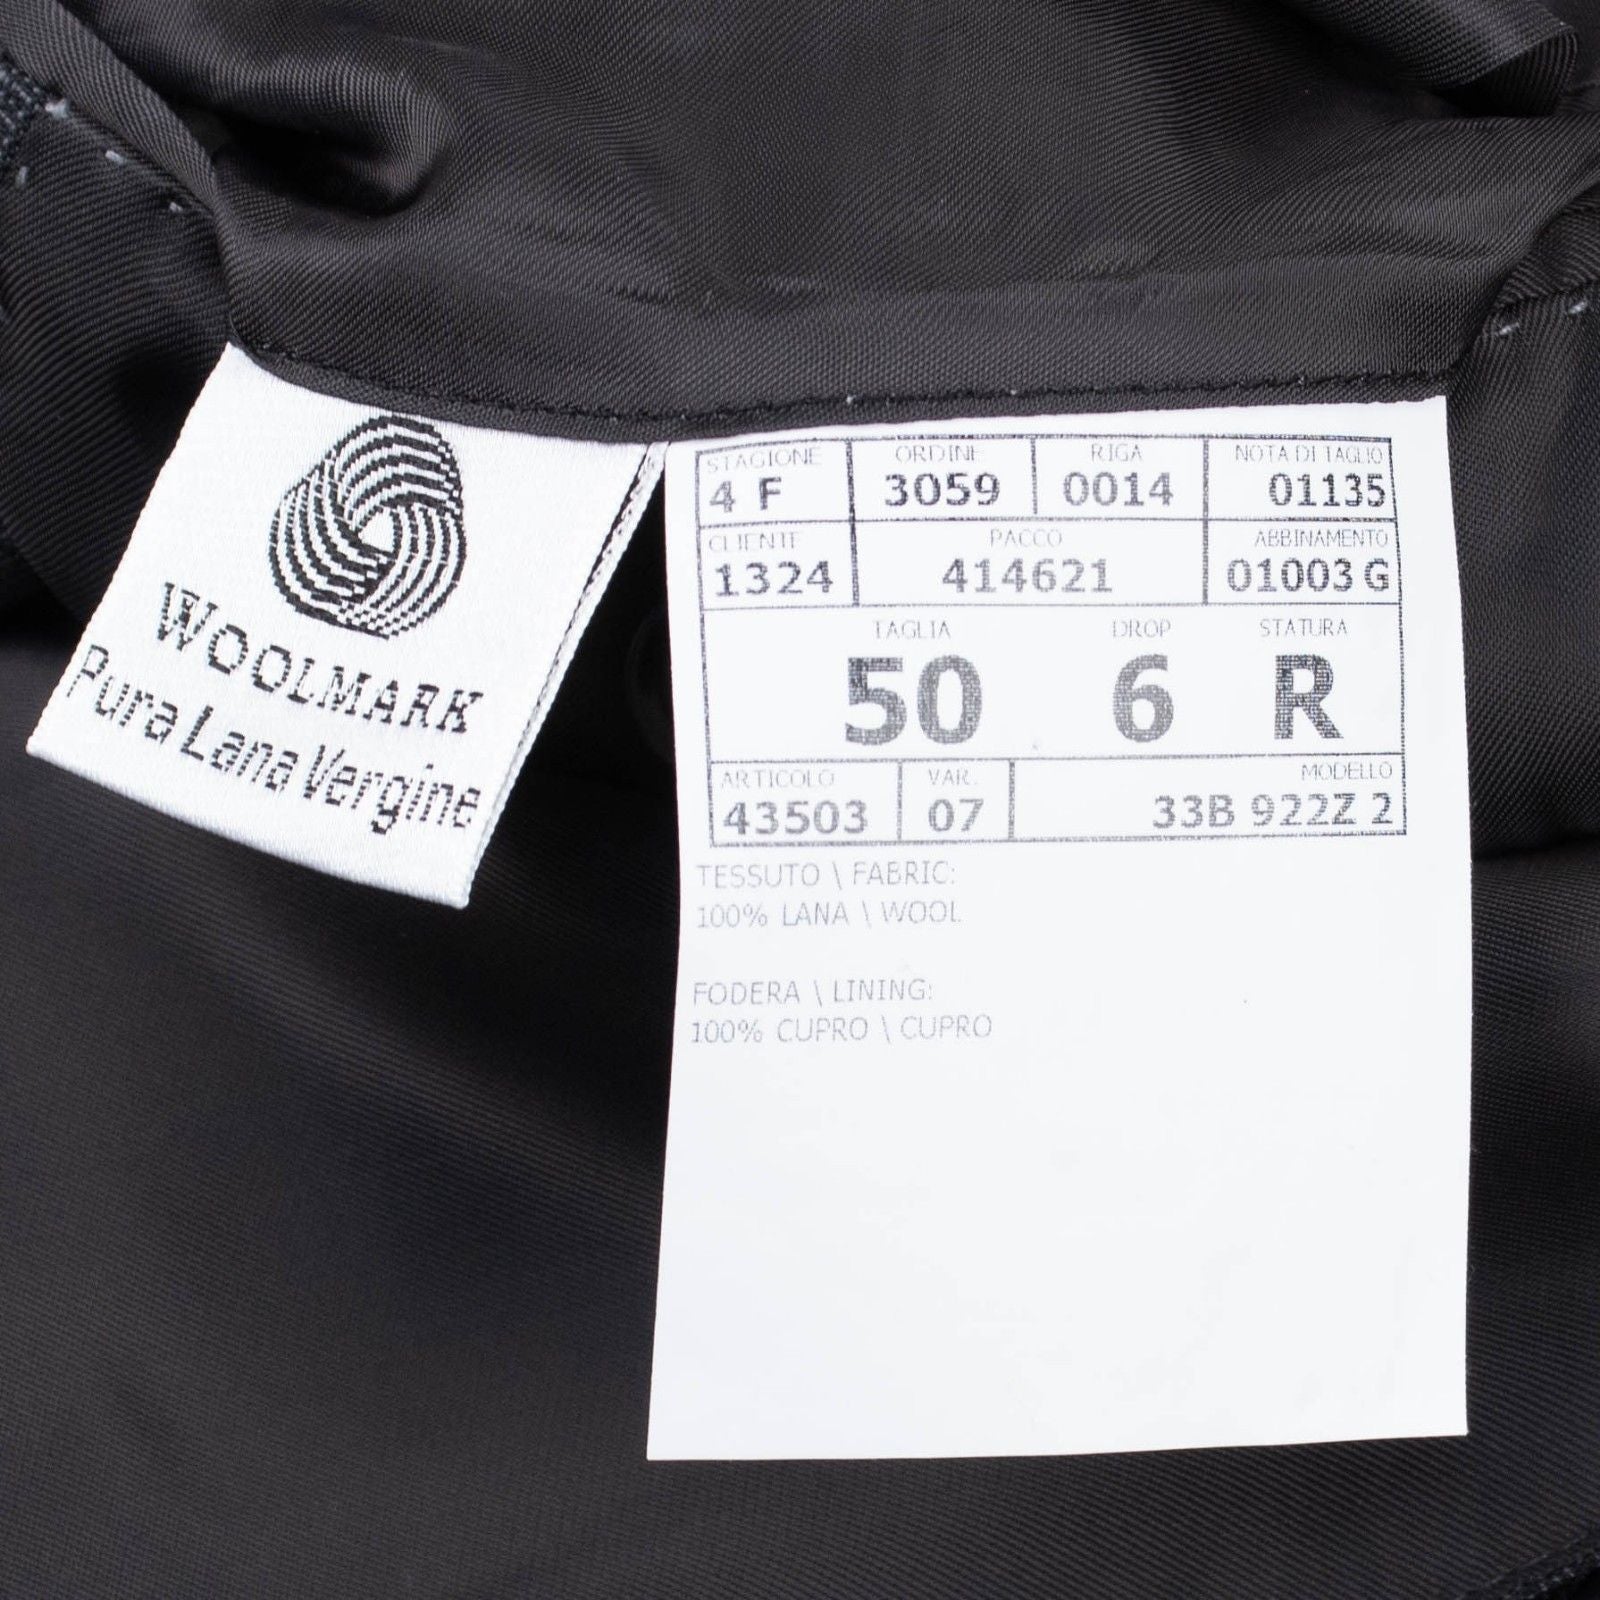 WOOLMARK
Pura Lana Vergine
STAGIONE ORDINE RIGA NOTA DI TAGLIO
4 F 3059 0014 01135
CLIENTE PACCO ABBINAMENTO
1324 414621 01003 G
TAGLIA DROP STATURA
50 6 R
ARTICOLO VAR. MODELLO
43503 07 33B 922Z 2
TESSUTO \ FABRIC:
100% LANA \ WOOL
FODERA \ LINING:
100% CUPRO \ CUPRO